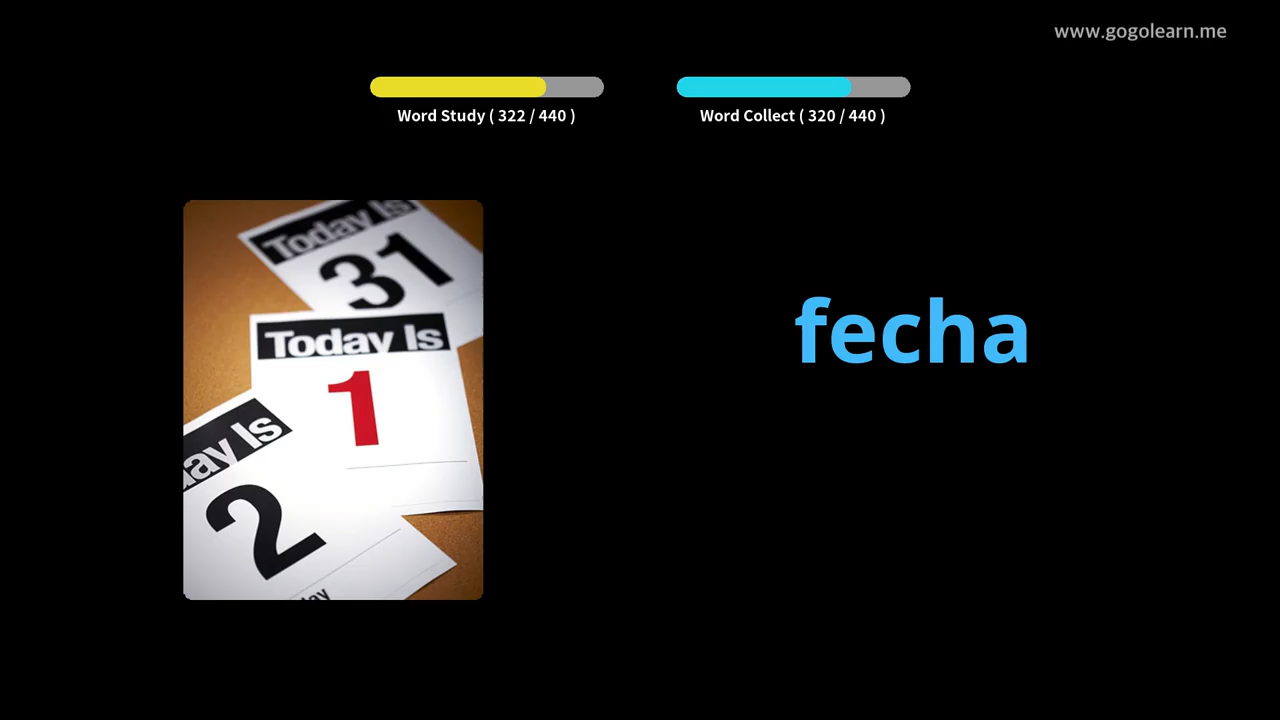 www.gogolearn.me
Word Study ( 322 / 440 )
Word Collect ( 320 / 440 )
Today Is
31
Today Is
1
fecha
ay Is
2